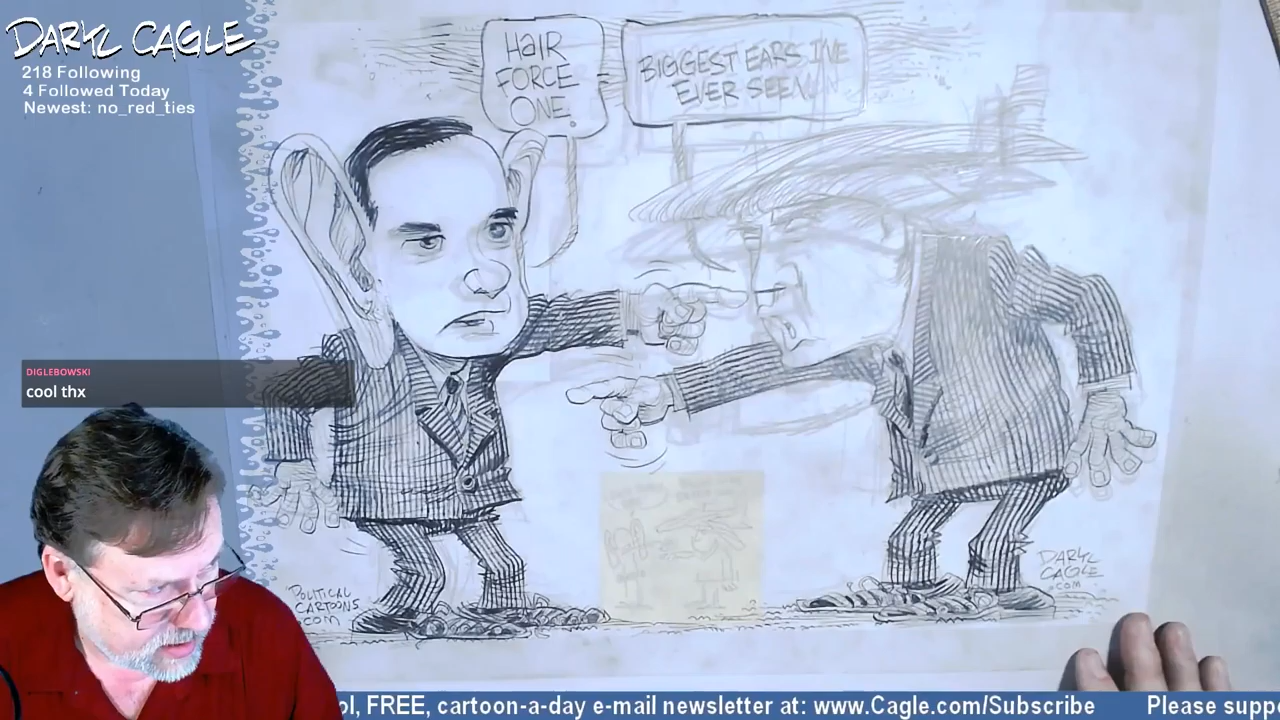 DARYL CAGLE
218 Following
4 Followed Today
Newest: no_red_ties
HAIR
FORCE
ONE.
BIGGEST EARS I'VE
EVER SEEN.
DIGLEBOWSKI
cool thx
POLITICAL
CARTOONS
.COM
DARYL
CAGLE
.COM
ol, FREE, cartoon-a-day e-mail newsletter at: www.Cagle.com/Subscribe
Please supp